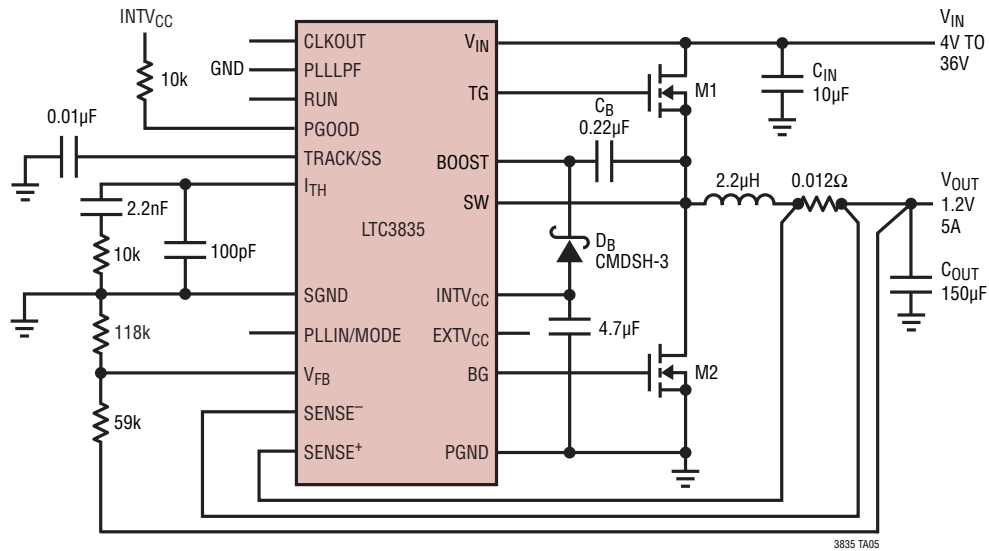 INTVCC
10k
0.01µF
2.2nF
10k
100pF
118k
59k
GND
CLKOUT
PLLLPF
RUN
PGOOD
TRACK/SS
ITH
LTC3835
SGND
PLLIN/MODE
VFB
SENSE–
SENSE+
VIN
TG
BOOST
SW
INTVCC
EXTVCC
BG
PGND
CB
0.22µF
DB
CMDSH-3
4.7µF
M1
M2
2.2µH
0.012Ω
VIN
4V TO
36V
CIN
10µF
VOUT
1.2V
5A
COUT
150µF
3835 TA05